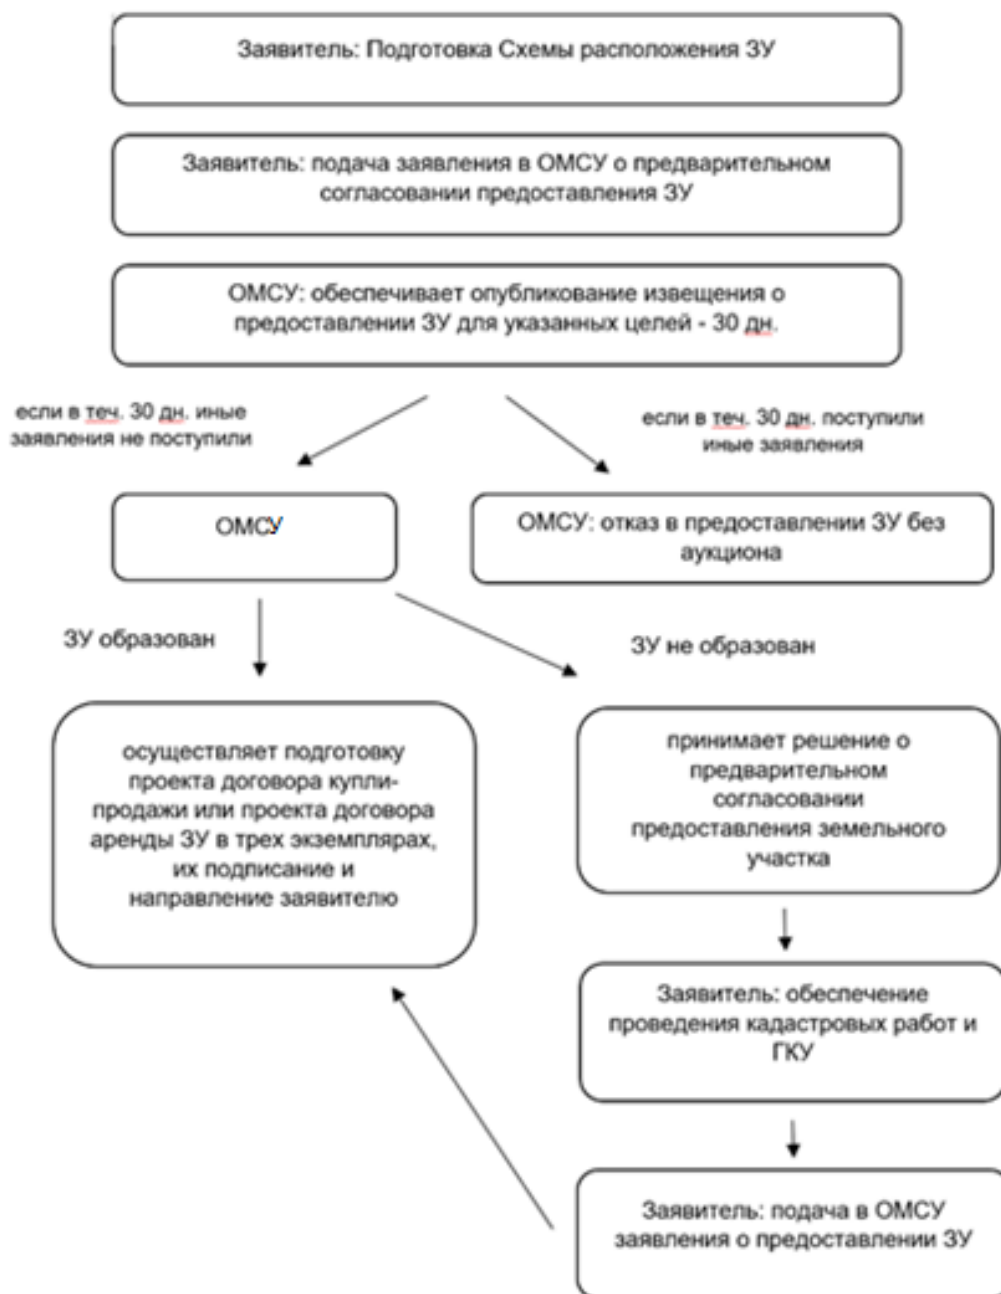 Заявитель: Подготовка Схемы расположения ЗУ
Заявитель: подача заявления в ОМСУ о предварительном
согласовании предоставления ЗУ
ОМСУ: обеспечивает опубликование извещения о
предоставлении ЗУ для указанных целей - 30 дн.
если в теч. 30 дн. иные
заявления не поступили
если в теч. 30 дн. поступили
иные заявления
ОМСУ
ОМСУ: отказ в предоставлении ЗУ без
аукциона
ЗУ образован
ЗУ не образован
осуществляет подготовку
проекта договора купли-
продажи или проекта договора
аренды ЗУ в трех экземплярах,
их подписание и
направление заявителю
принимает решение о
предварительном
согласовании
предоставления земельного
участка
Заявитель: обеспечение
проведения кадастровых работ и
ГКУ
Заявитель: подача в ОМСУ
заявления о предоставлении ЗУ